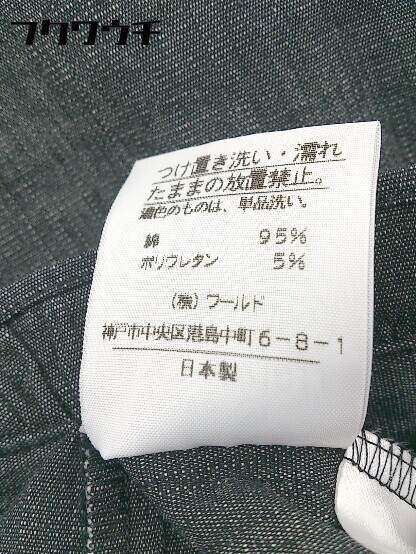 フクワウチ
つけ置き洗い・濡れ
たままの放置禁止。
濃色のものは、単品洗い。
綿 95%
ポリウレタン 5%
(株)ワールド
神戸市中央区港島中町6-8-1
日本製